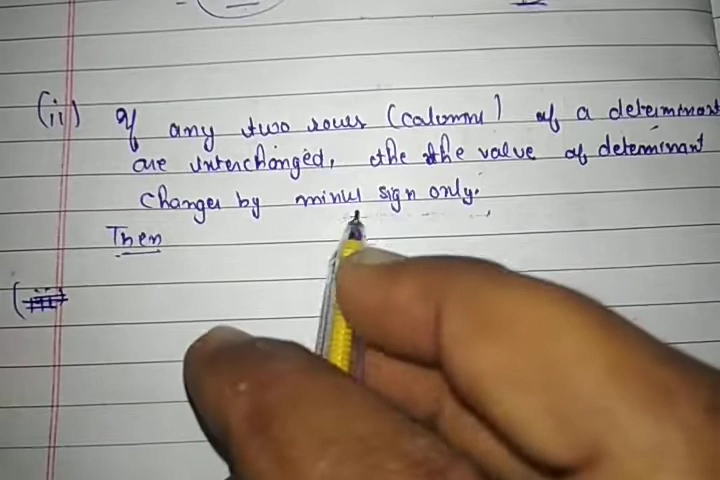 (ii) If any two rows (columns) of a determinant
are interchanged, the the value of determinant
changes by minus sign only.
Then